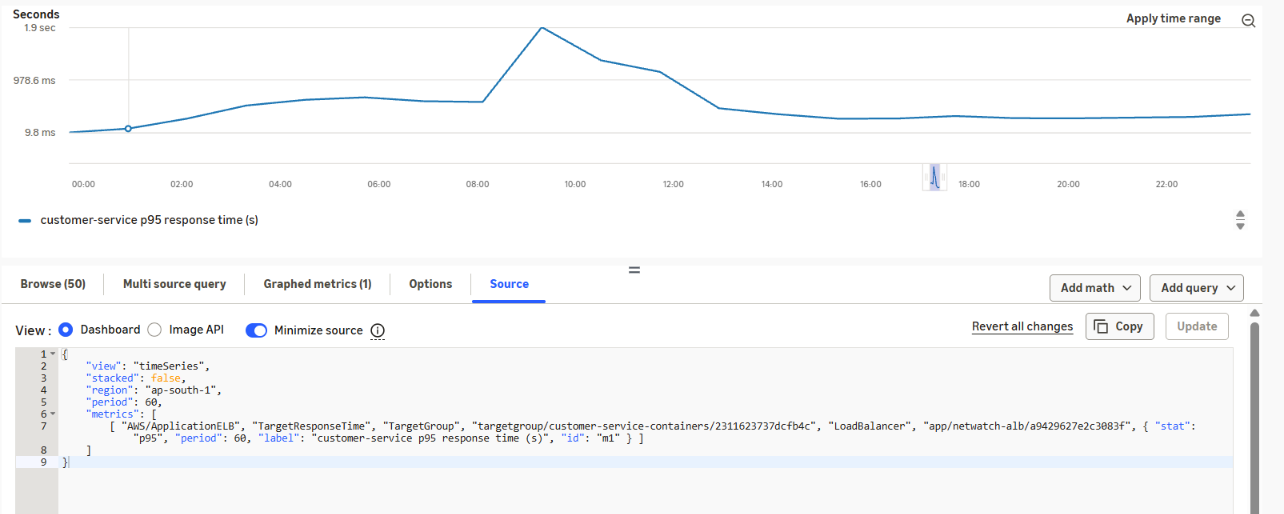 Seconds
Apply time range
1.9 sec
978.6 ms
9.8 ms
00:00 02:00 04:00 06:00 08:00 10:00 12:00 14:00 16:00 18:00 20:00 22:00
customer-service p95 response time (s)
Browse (50) Multi source query Graphed metrics (1) Options Source Add math Add query
View : Dashboard Image API Minimize source Revert all changes Copy Update
1 {
2 "view": "timeSeries",
3 "stacked": false,
4 "region": "ap-south-1",
5 "period": 60,
6 "metrics": [
7 [ "AWS/ApplicationELB", "TargetResponseTime", "TargetGroup", "targetgroup/customer-service-containers/2311623737dcfb4c", "LoadBalancer", "app/netwatch-alb/a9429627e2c3083f", { "stat":
"p95", "period": 60, "label": "customer-service p95 response time (s)", "id": "m1" } ]
8 ]
9 }